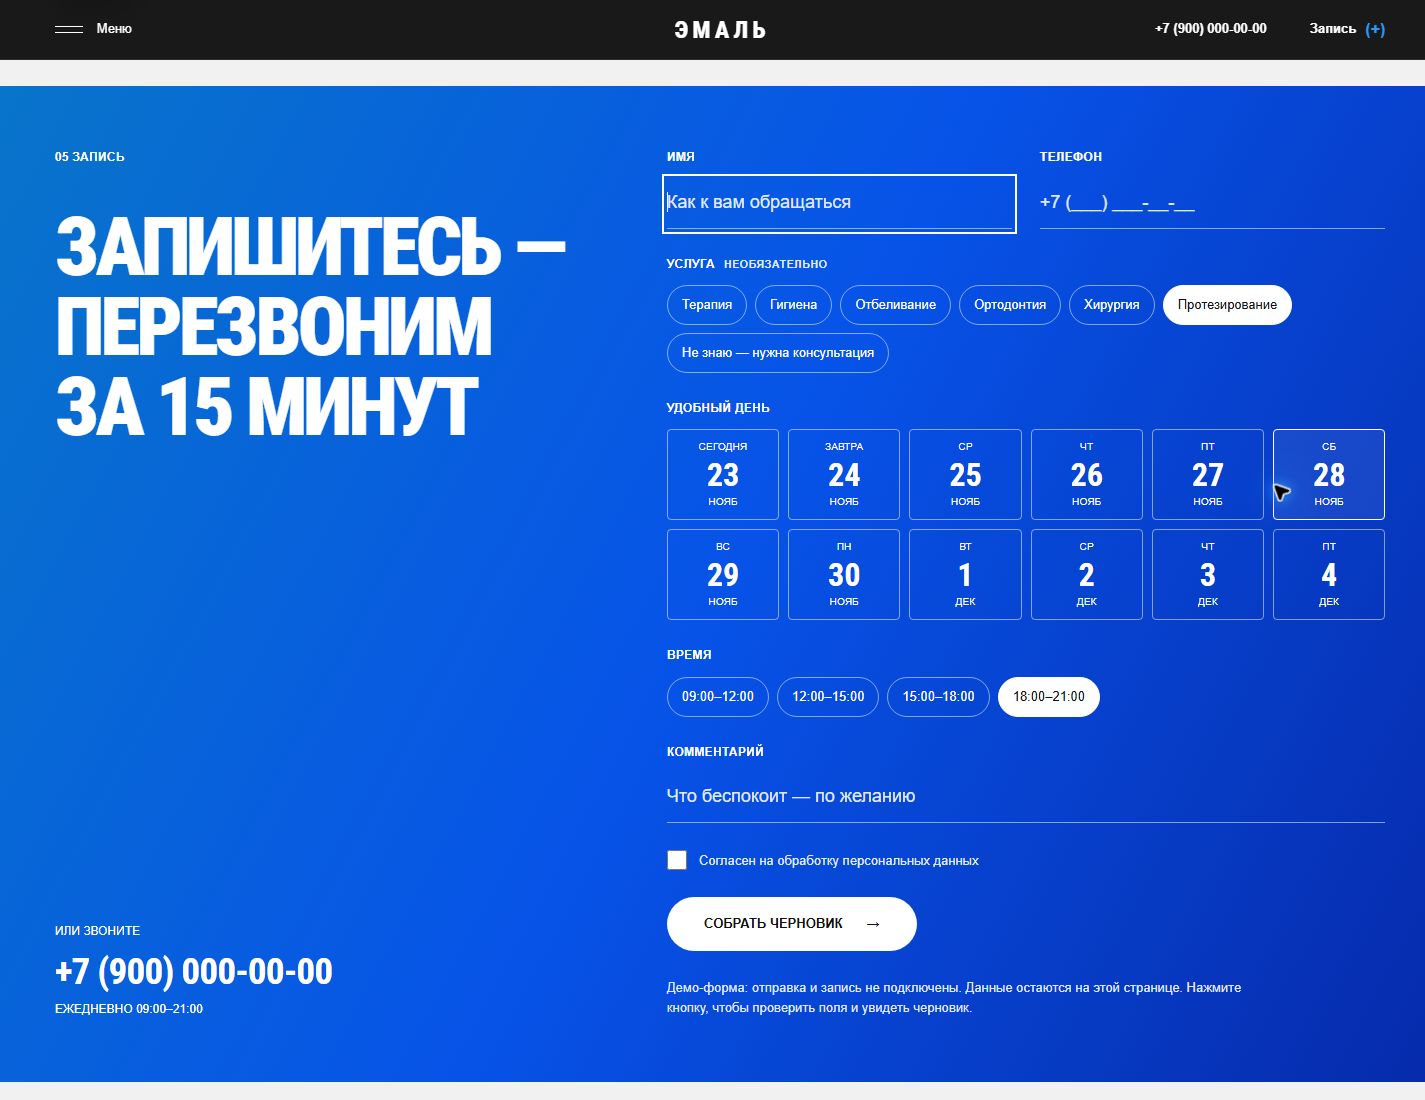 Меню
ЭМАЛЬ
+7 (900) 000-00-00
Запись (+)
05 ЗАПИСЬ
ЗАПИШИТЕСЬ —
ПЕРЕЗВОНИМ
ЗА 15 МИНУТ
ИЛИ ЗВОНИТЕ
+7 (900) 000-00-00
ЕЖЕДНЕВНО 09:00–21:00
ИМЯ
Как к вам обращаться
ТЕЛЕФОН
+7 (___) ___-__-__
УСЛУГА НЕОБЯЗАТЕЛЬНО
Терапия Гигиена Отбеливание Ортодонтия Хирургия Протезирование
Не знаю — нужна консультация
УДОБНЫЙ ДЕНЬ
СЕГОДНЯ ЗАВТРА СР ЧТ ПТ СБ
23 24 25 26 27 28
НОЯБ НОЯБ НОЯБ НОЯБ НОЯБ НОЯБ
ВС ПН ВТ СР ЧТ ПТ
29 30 1 2 3 4
НОЯБ НОЯБ ДЕК ДЕК ДЕК ДЕК
ВРЕМЯ
09:00–12:00 12:00–15:00 15:00–18:00 18:00–21:00
КОММЕНТАРИЙ
Что беспокоит — по желанию
Согласен на обработку персональных данных
СОБРАТЬ ЧЕРНОВИК →
Демо-форма: отправка и запись не подключены. Данные остаются на этой странице. Нажмите
кнопку, чтобы проверить поля и увидеть черновик.